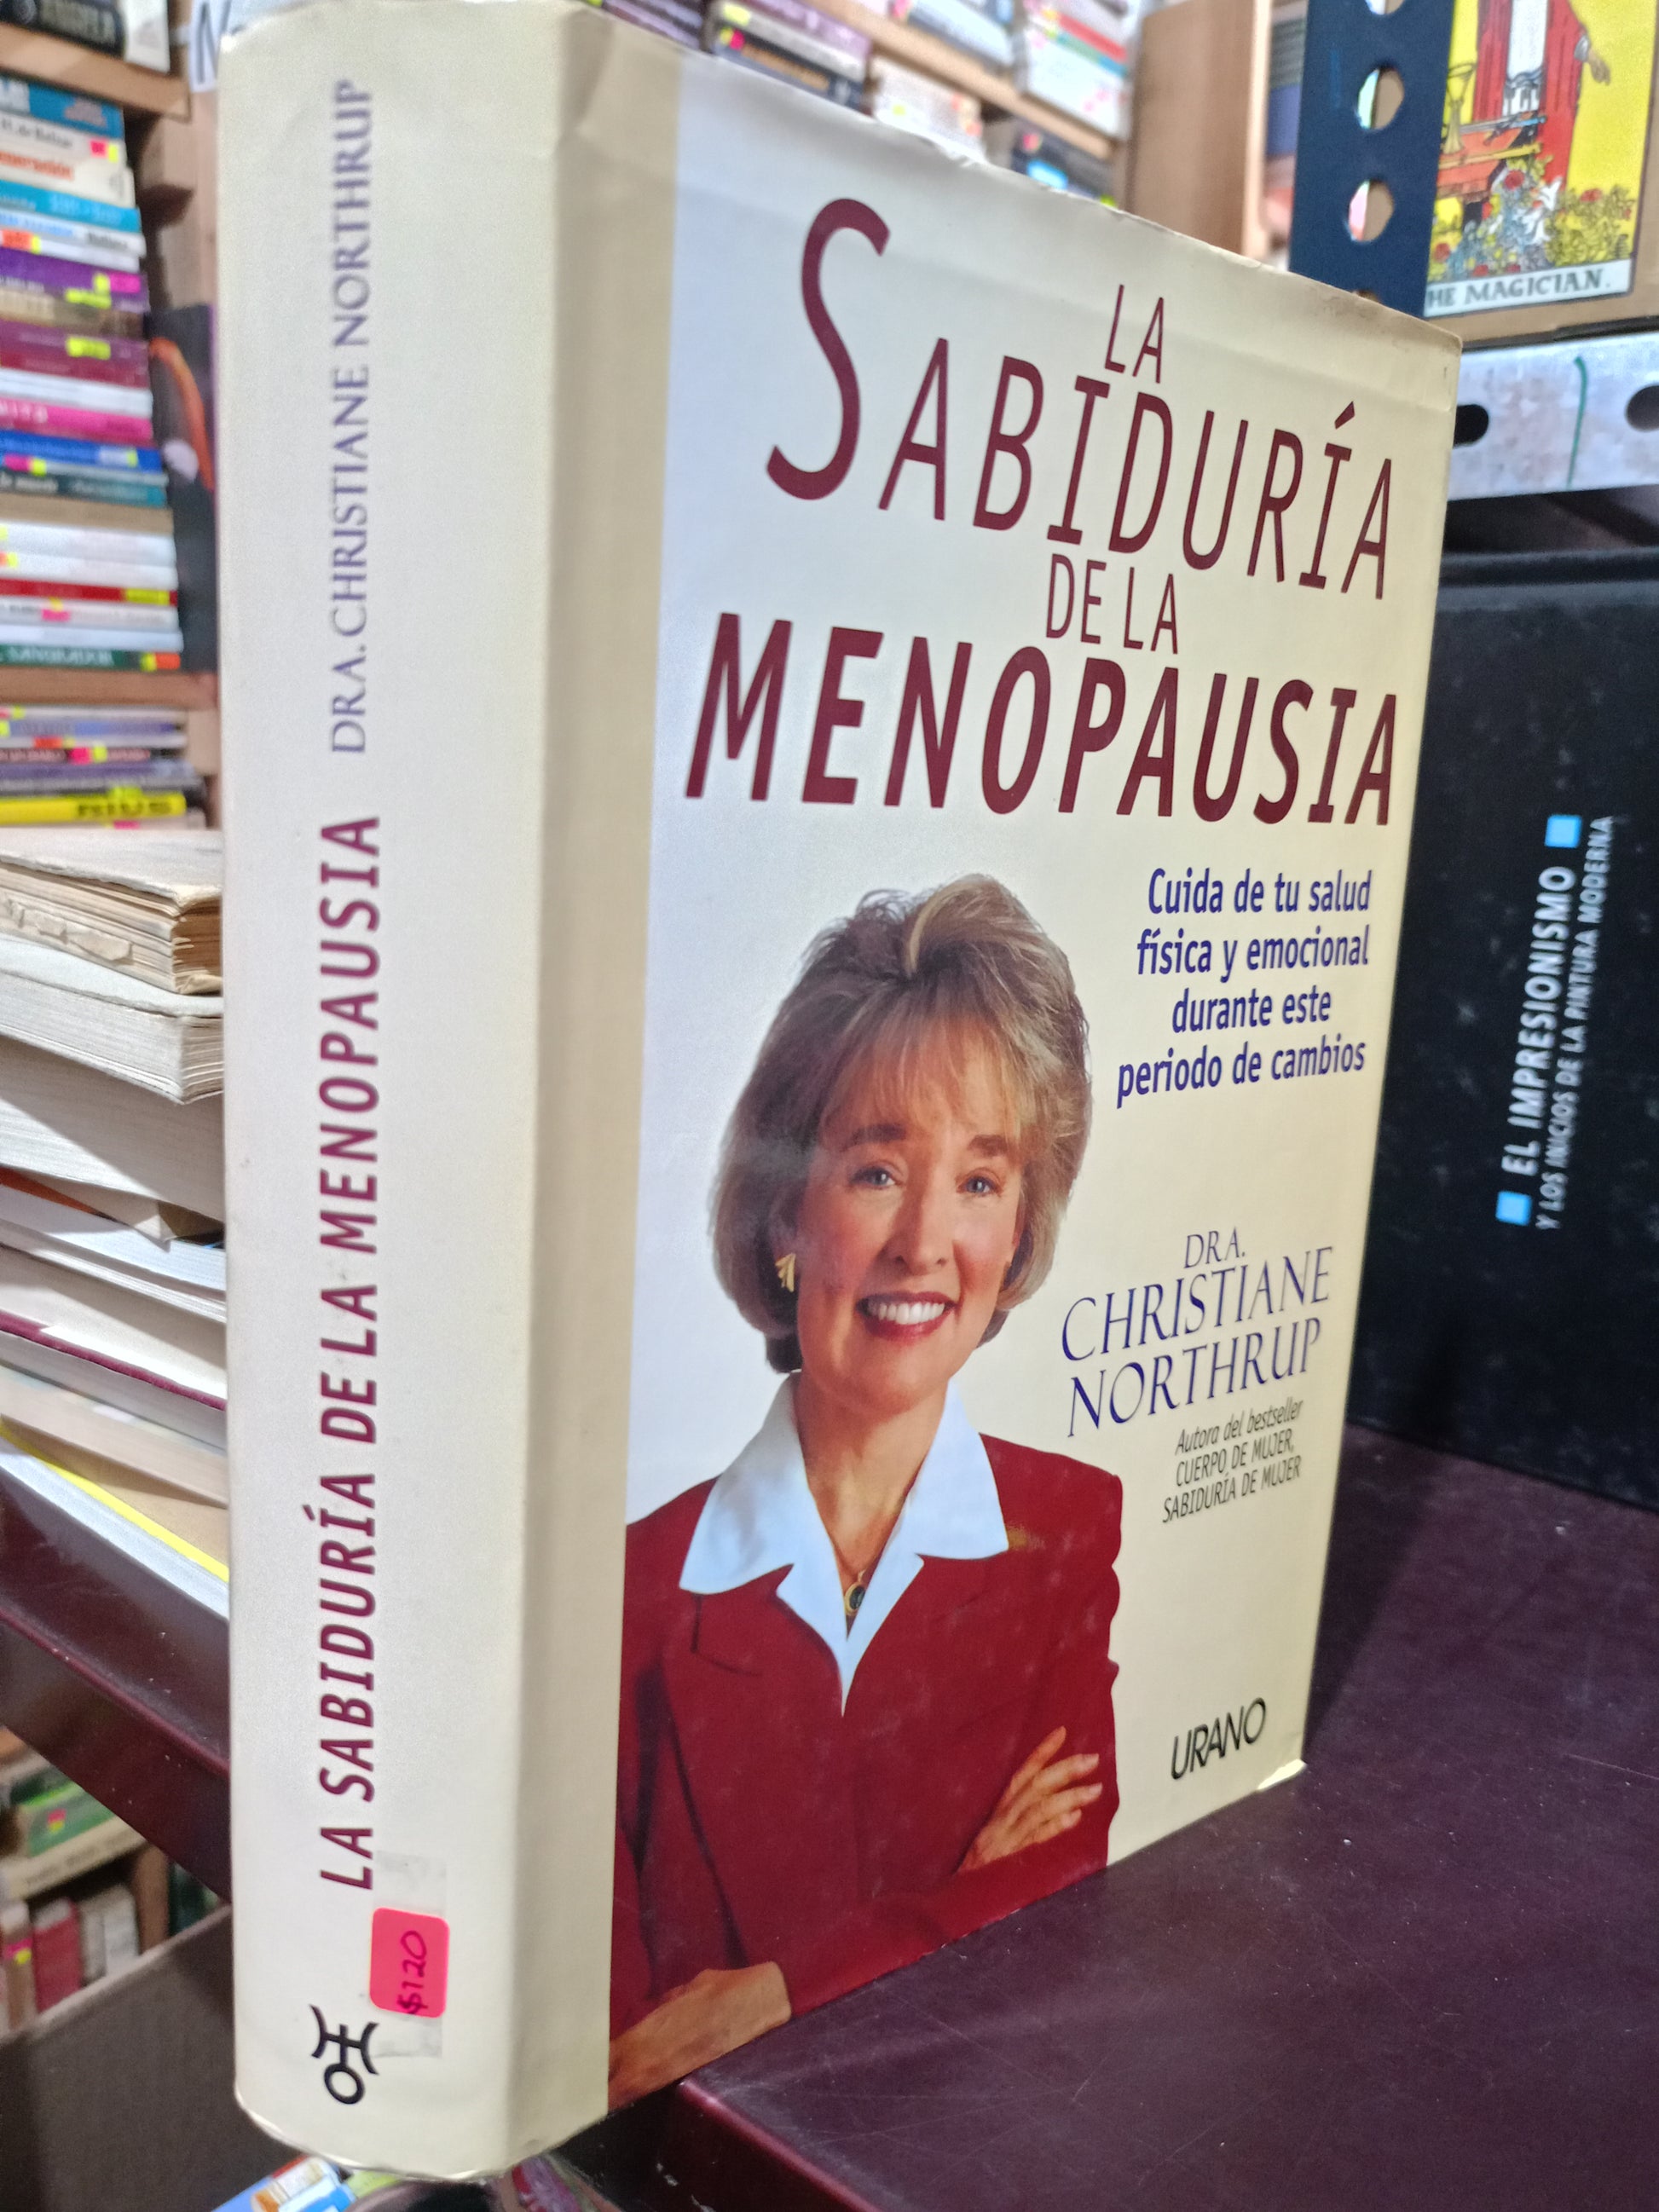 LA SABIDURÍA DE LA MENOPAUSIA DRA. CHRISTIANE NORTHRUP
$120
LA
SABIDURÍA
DE LA
MENOPAUSIA
Cuida de tu salud
física y emocional
durante este
periodo de cambios
DRA.
CHRISTIANE
NORTHRUP
Autora del bestseller
CUERPO DE MUJER,
SABIDURÍA DE MUJER
URANO
HE MAGICIAN.
EL IMPRESIONISMO
Y LOS INICIOS DE LA PINTURA MODERNA